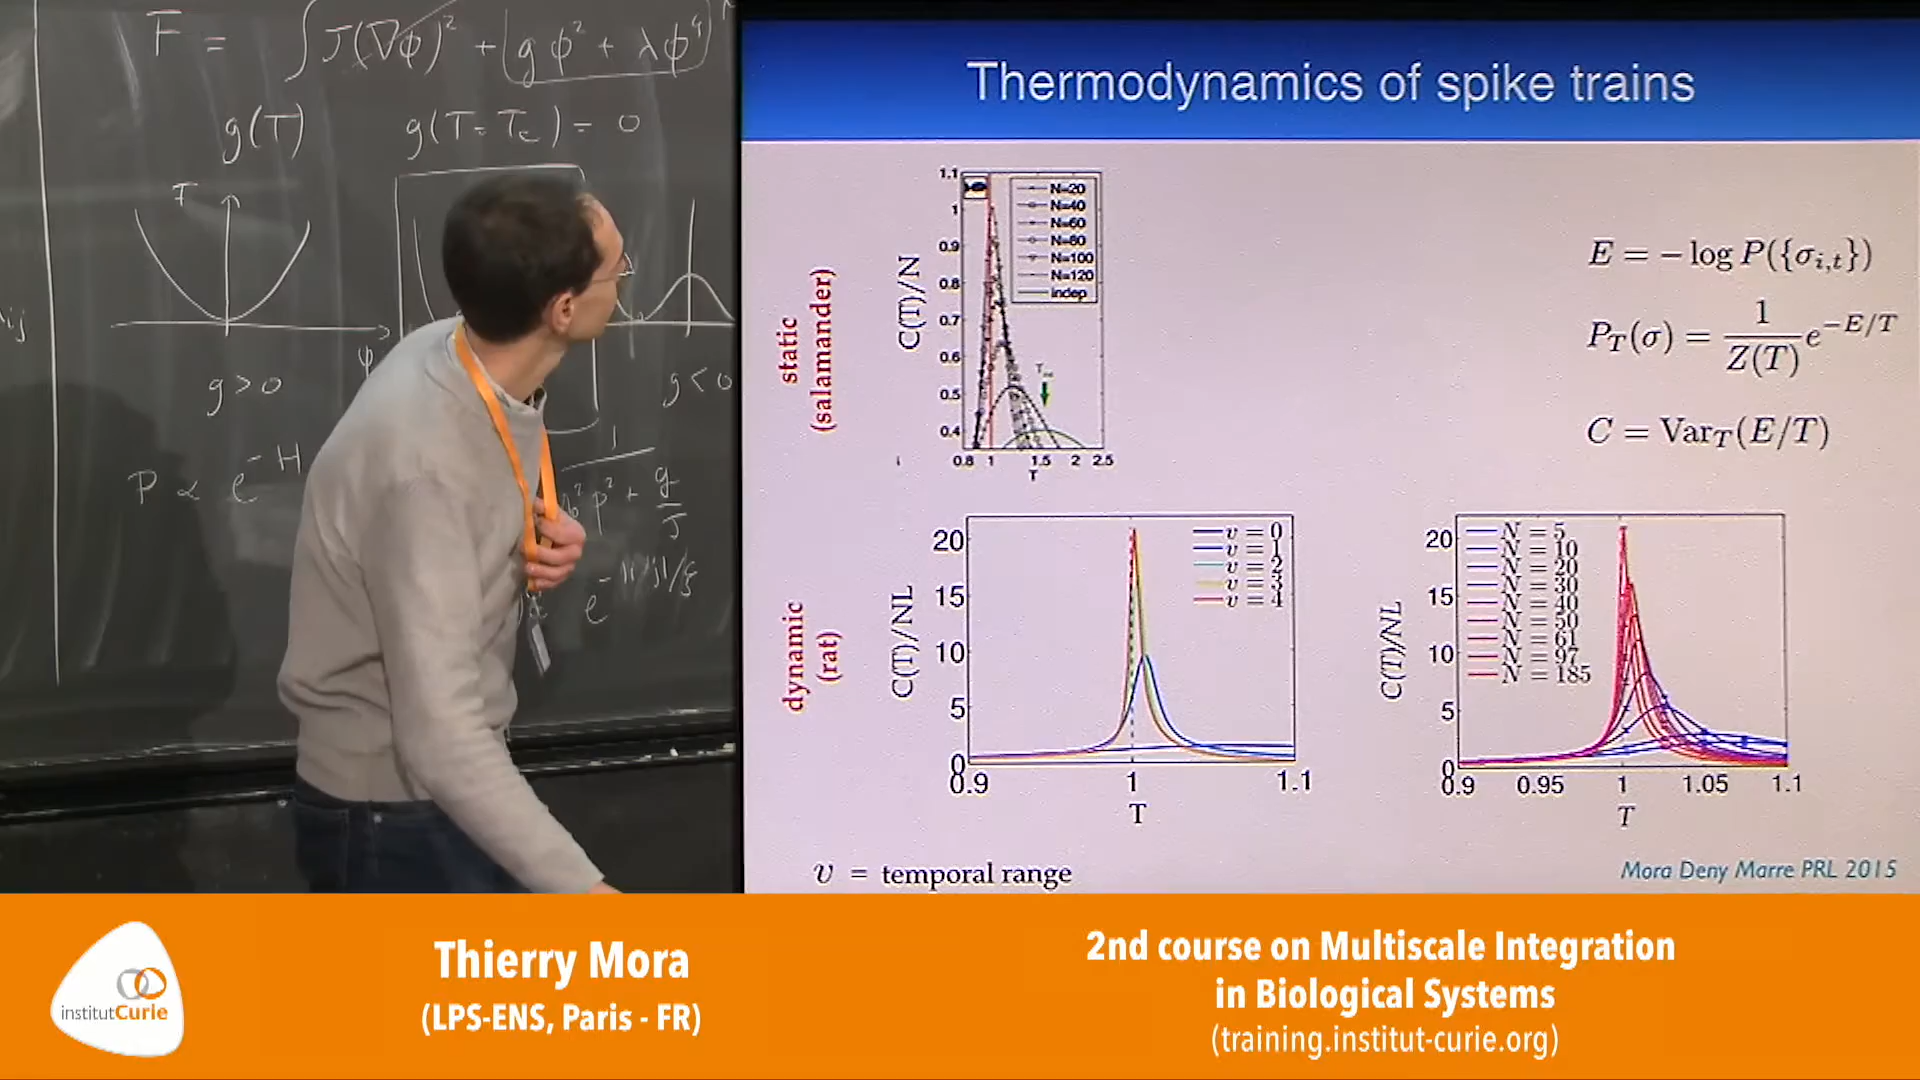 F = ∫ J(∇φ)² + (gφ² + λφ⁴)
g(T)
g(T=Tc) = 0
F
φ
g > 0
g < 0
P ∝ e^-H
ij
1
p² + g/J
Thermodynamics of spike trains
static
(salamander)
C(T)/N
1.1
1
0.9
0.8
0.7
0.6
0.5
0.4
N=20
N=40
N=60
N=80
N=100
N=120
indep
0.8 1 1.5 2 2.5
T
E = − log P({σi,t})
PT(σ) = 1/Z(T) e^−E/T
C = VarT(E/T)
dynamic
(rat)
C(T)/NL
20
15
10
5
0
v = 0
v = 1
v = 2
v = 3
v = 4
0.9 1 1.1
T
C(T)/NL
20
15
10
5
0
N = 5
N = 10
N = 20
N = 30
N = 40
N = 50
N = 61
N = 97
N = 185
0.9 0.95 1 1.05 1.1
T
v = temporal range
Mora Deny Marre PRL 2015
institutCurie
Thierry Mora
(LPS-ENS, Paris - FR)
2nd course on Multiscale Integration
in Biological Systems
(training.institut-curie.org)